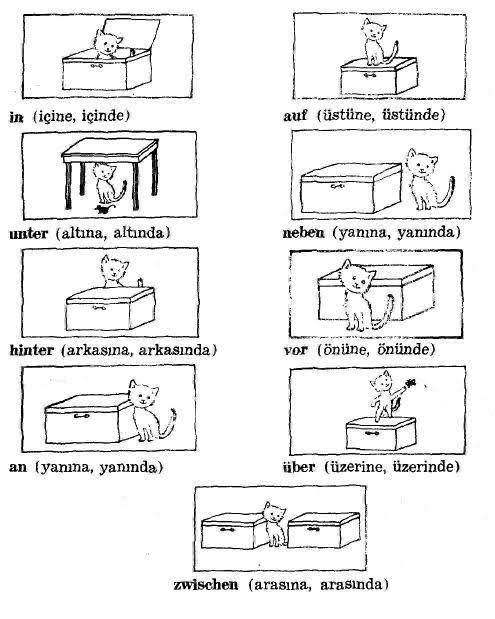 in (içine, içinde)
auf (üstüne, üstünde)
unter (altına, altında)
neben (yanına, yanında)
hinter (arkasına, arkasında)
vor (önüne, önünde)
an (yanına, yanında)
über (üzerine, üzerinde)
zwischen (arasına, arasında)